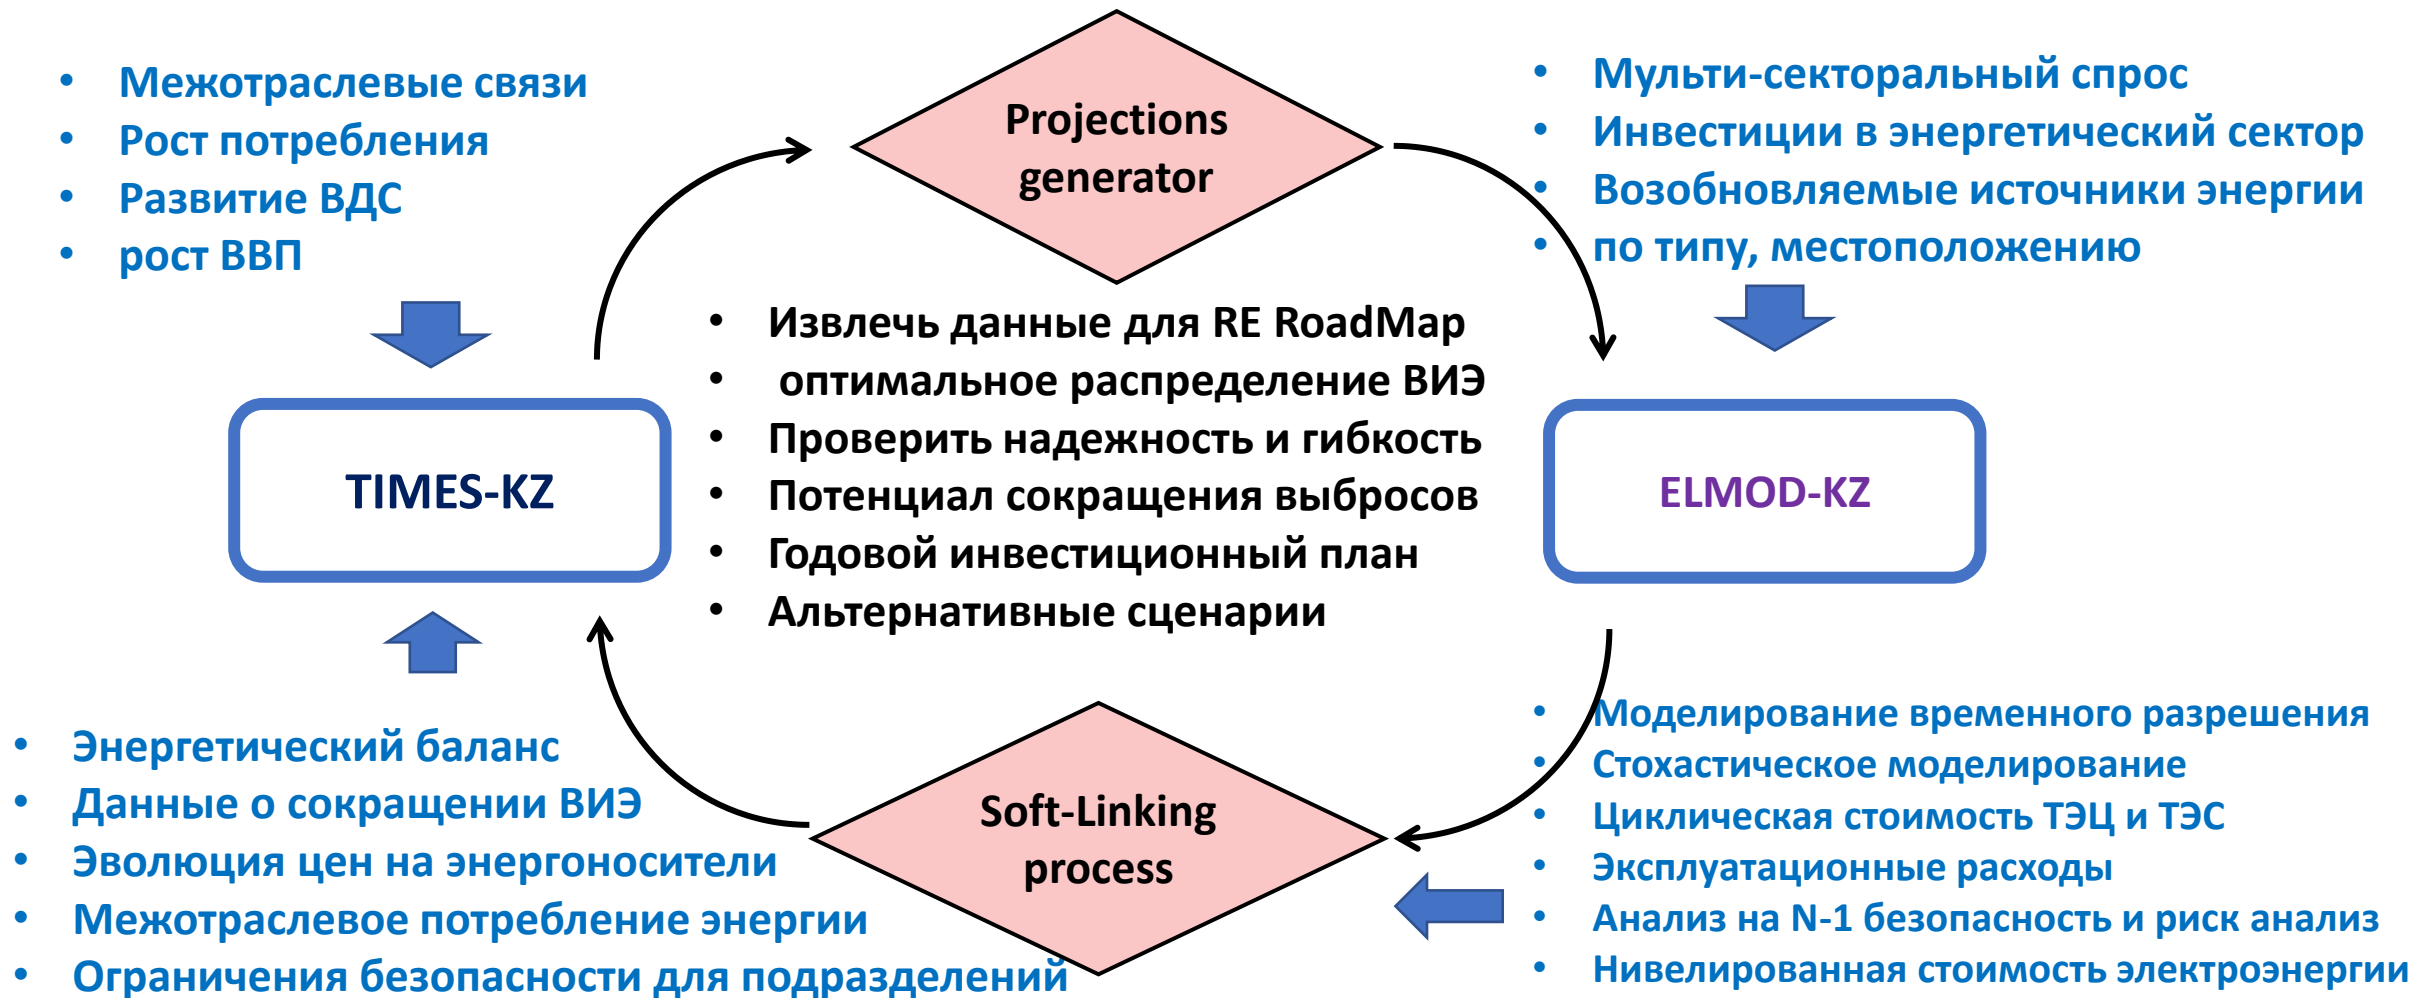 • Межотраслевые связи
• Рост потребления
• Развитие ВДС
• рост ВВП
Projections
generator
• Мульти-секторальный спрос
• Инвестиции в энергетический сектор
• Возобновляемые источники энергии
• по типу, местоположению
• Извлечь данные для RE RoadMap
• оптимальное распределение ВИЭ
• Проверить надежность и гибкость
• Потенциал сокращения выбросов
• Годовой инвестиционный план
• Альтернативные сценарии
TIMES-KZ
ELMOD-KZ
• Энергетический баланс
• Данные о сокращении ВИЭ
• Эволюция цен на энергоносители
• Межотраслевое потребление энергии
• Ограничения безопасности для подразделений
Soft-Linking
process
• Моделирование временного разрешения
• Стохастическое моделирование
• Циклическая стоимость ТЭЦ и ТЭС
• Эксплуатационные расходы
• Анализ на N-1 безопасность и риск анализ
• Нивелированная стоимость электроэнергии